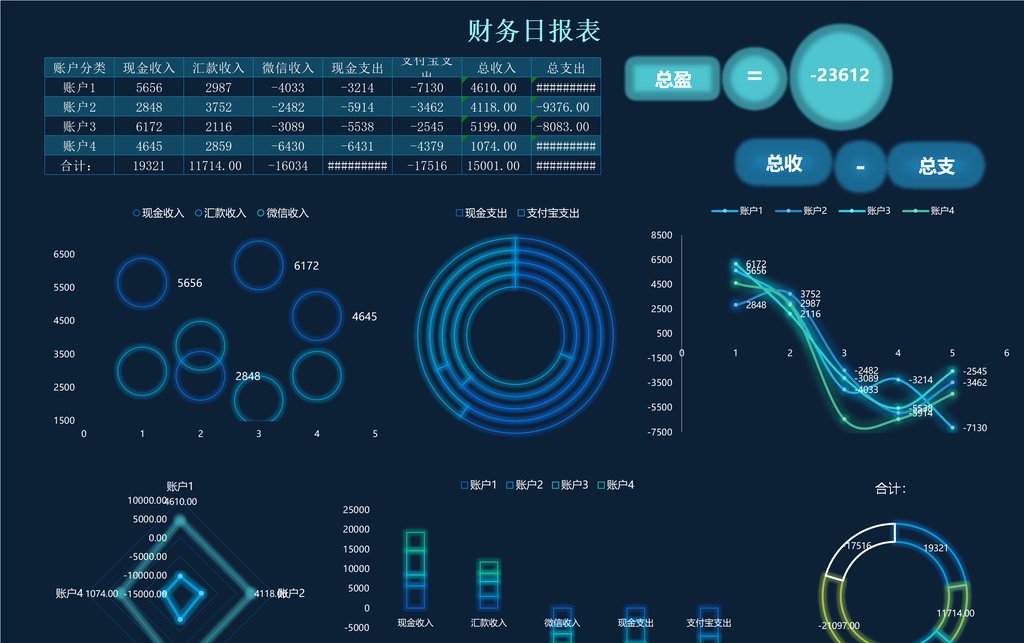 财务日报表
账户分类 现金收入 汇款收入 微信收入 现金支出 支付宝支出 总收入 总支出
账户1 5656 2987 -4033 -3214 -7130 4610.00 #########
账户2 2848 3752 -2482 -5914 -3462 4118.00 -9376.00
账户3 6172 2116 -3089 -5538 -2545 5199.00 -8083.00
账户4 4645 2859 -6430 -6431 -4379 1074.00 #########
合计： 19321 11714.00 -16034 ######### -17516 15001.00 #########
总盈 = -23612
总收 - 总支
现金收入 汇款收入 微信收入
6500
5500
4500
3500
2500
1500
0 1 2 3 4 5
5656
2848
6172
4645
现金支出 支付宝支出
账户1 账户2 账户3 账户4
8500
6500
4500
2500
500
-1500
-3500
-5500
-7500
0 1 2 3 4 5 6
6172
5656
2848
3752
2987
2116
-2482
-3089
-4033
-3214
-5538
-5914
-2545
-3462
-7130
账户1
10000.00
4610.00
5000.00
0.00
-5000.00
-10000.00
-15000.00
账户4 1074.00
4118.00
账户2
账户1 账户2 账户3 账户4
25000
20000
15000
10000
5000
0
-5000
现金收入 汇款收入 微信收入 现金支出 支付宝支出
合计：
-17516
19321
11714.00
-21097.00